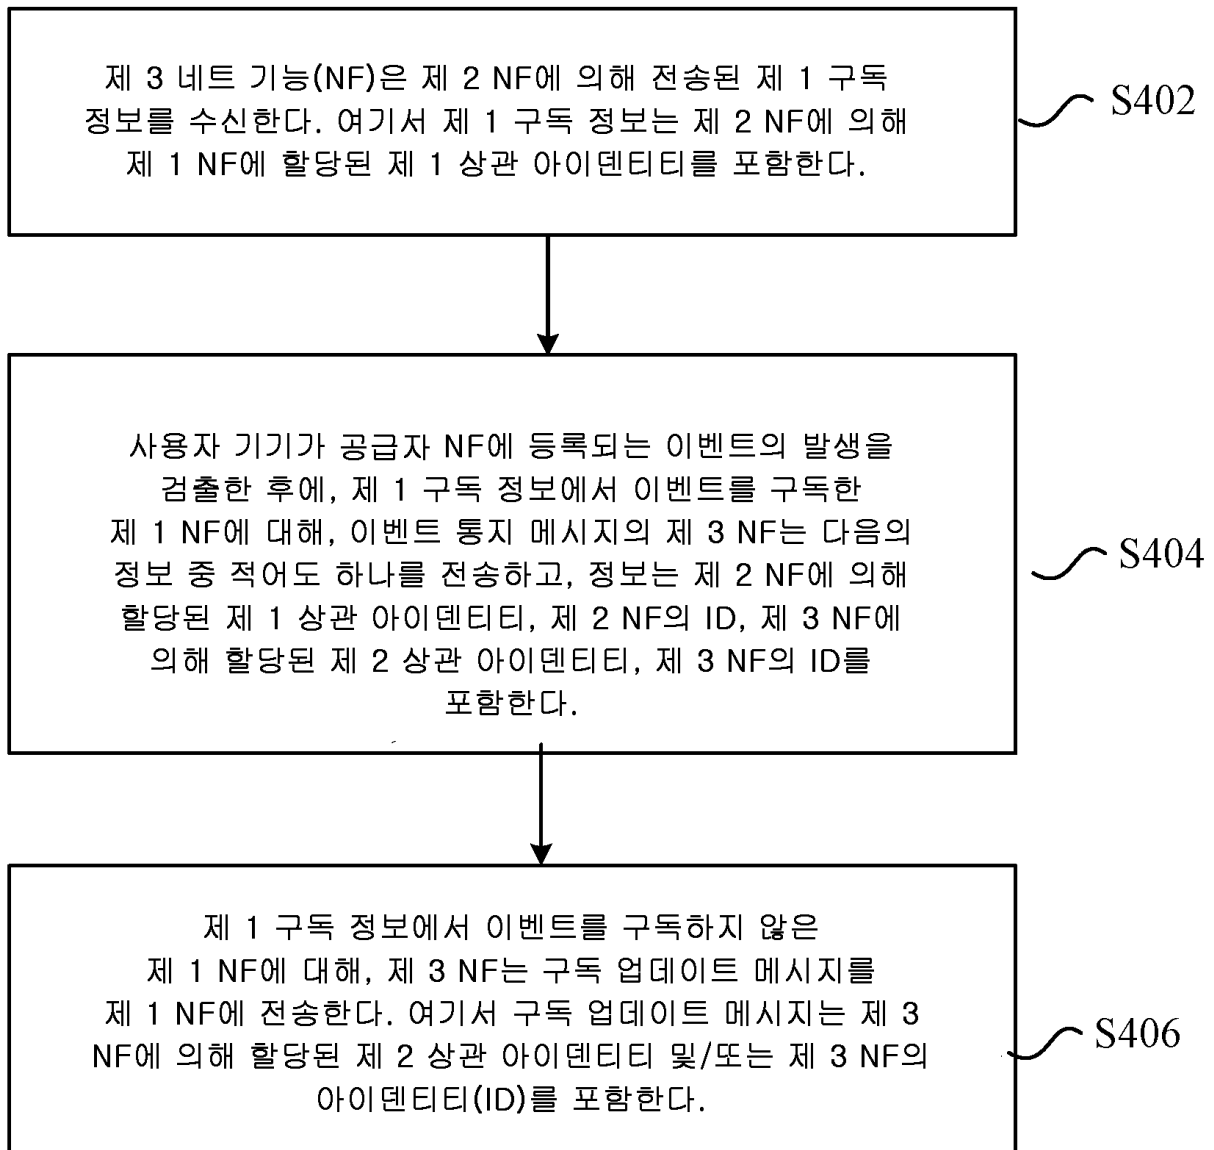 제 3 네트 기능(NF)은 제 2 NF에 의해 전송된 제 1 구독
정보를 수신한다. 여기서 제 1 구독 정보는 제 2 NF에 의해
제 1 NF에 할당된 제 1 상관 아이덴티티를 포함한다.
S402
사용자 기기가 공급자 NF에 등록되는 이벤트의 발생을
검출한 후에, 제 1 구독 정보에서 이벤트를 구독한
제 1 NF에 대해, 이벤트 통지 메시지의 제 3 NF는 다음의
정보 중 적어도 하나를 전송하고, 정보는 제 2 NF에 의해
할당된 제 1 상관 아이덴티티, 제 2 NF의 ID, 제 3 NF에
의해 할당된 제 2 상관 아이덴티티, 제 3 NF의 ID를
포함한다.
S404
제 1 구독 정보에서 이벤트를 구독하지 않은
제 1 NF에 대해, 제 3 NF는 구독 업데이트 메시지를
제 1 NF에 전송한다. 여기서 구독 업데이트 메시지는 제 3
NF에 의해 할당된 제 2 상관 아이덴티티 및/또는 제 3 NF의
아이덴티티(ID)를 포함한다.
S406